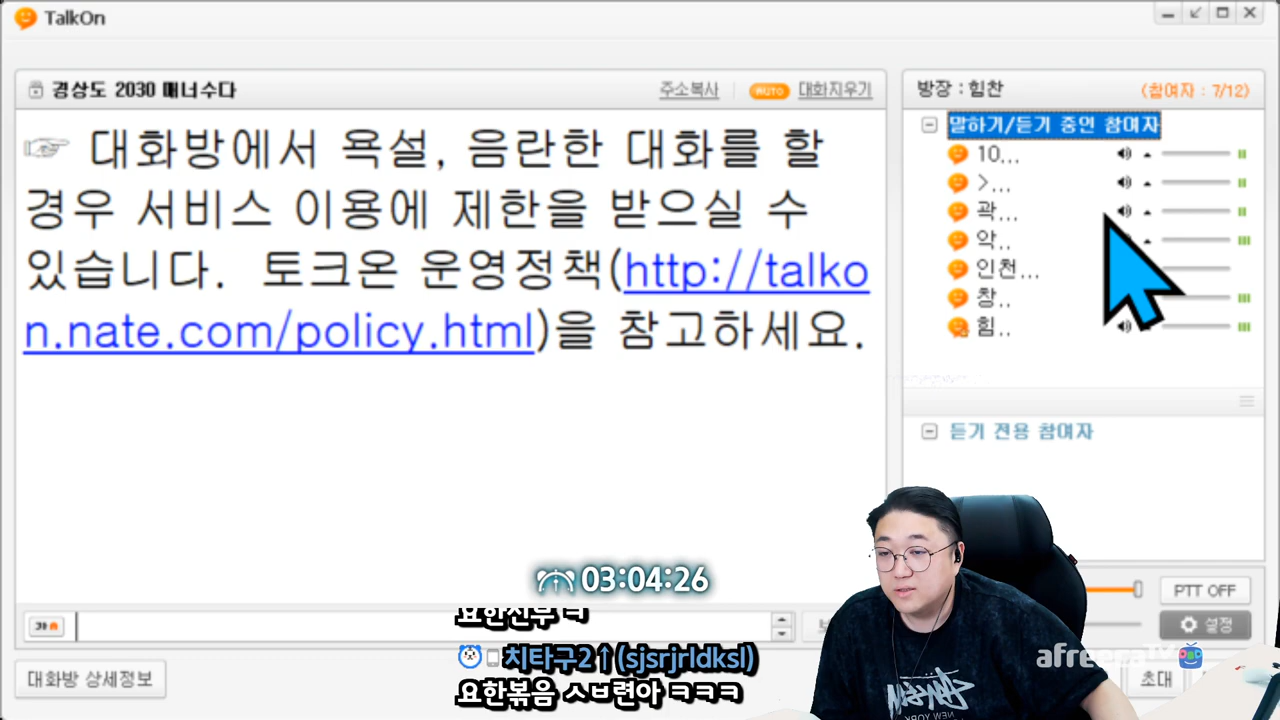 TalkOn
경상도 2030 매너수다
주소복사
AUTO
대화지우기
☞ 대화방에서 욕설, 음란한 대화를 할
경우 서비스 이용에 제한을 받으실 수
있습니다. 토크온 운영정책(http://talko
n.nate.com/policy.html)을 참고하세요.
방장 : 힘찬
(참여자 : 7/12)
말하기/듣기 중인 참여자
10...
>...
곽...
악..
인천...
창..
힘..
듣기 전용 참여자
03:04:26
치타구2↑(sjsrjrldksl)
요한볶음 ㅅㅂ련아 ㅋㅋㅋ
가
대화방 상세정보
PTT OFF
설정
초대
afreecaTV
NEW YORK